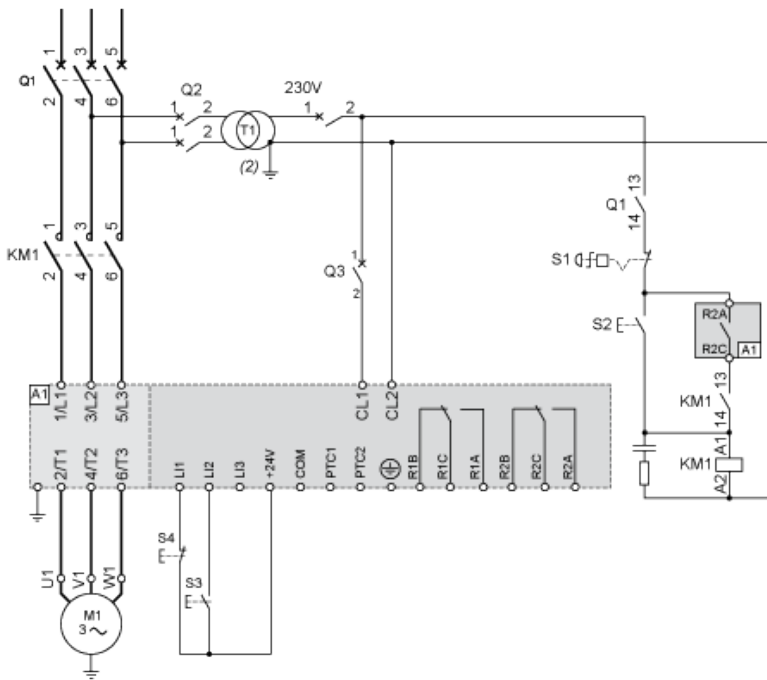 1 3 5
Q1
2 4 6
Q2
1 2
1 2
T1
(2)
230V
1 2
13
Q1
14
1 3 5
KM1
2 4 6
1
Q3
2
S1
S2
R2A
R2C
A1
13
KM1
14
A1
KM1
A2
A1
1/L1 3/L2 5/L3
CL1 CL2
2/T1 4/T2 6/T3
LI1 LI2 LI3 +24V COM PTC1 PTC2 R1B R1C R1A R2B R2C R2A
S4
S3
U1 V1 W1
M1
3